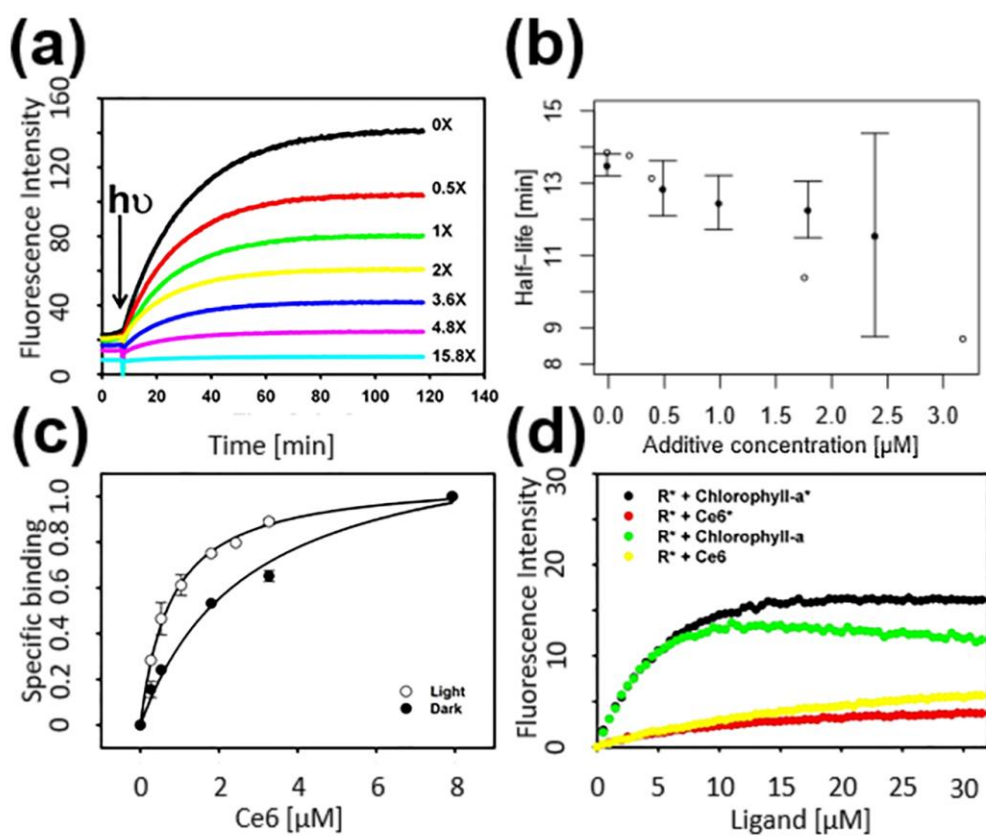 (a)
Fluorescence Intensity
160
120
80
40
0
hυ
0X
0.5X
1X
2X
3.6X
4.8X
15.8X
0 20 40 60 80 100 120 140
Time [min]
(b)
Half-life [min]
15
13
11
9
8
0.0 0.5 1.0 1.5 2.0 2.5 3.0
Additive concentration [µM]
(c)
Specific binding
1.0
0.8
0.6
0.4
0.2
0
Light
Dark
0 2 4 6 8
Ce6 [µM]
(d)
Fluorescence Intensity
30
20
10
0
R* + Chlorophyll-a*
R* + Ce6*
R* + Chlorophyll-a
R* + Ce6
0 5 10 15 20 25 30
Ligand [µM]